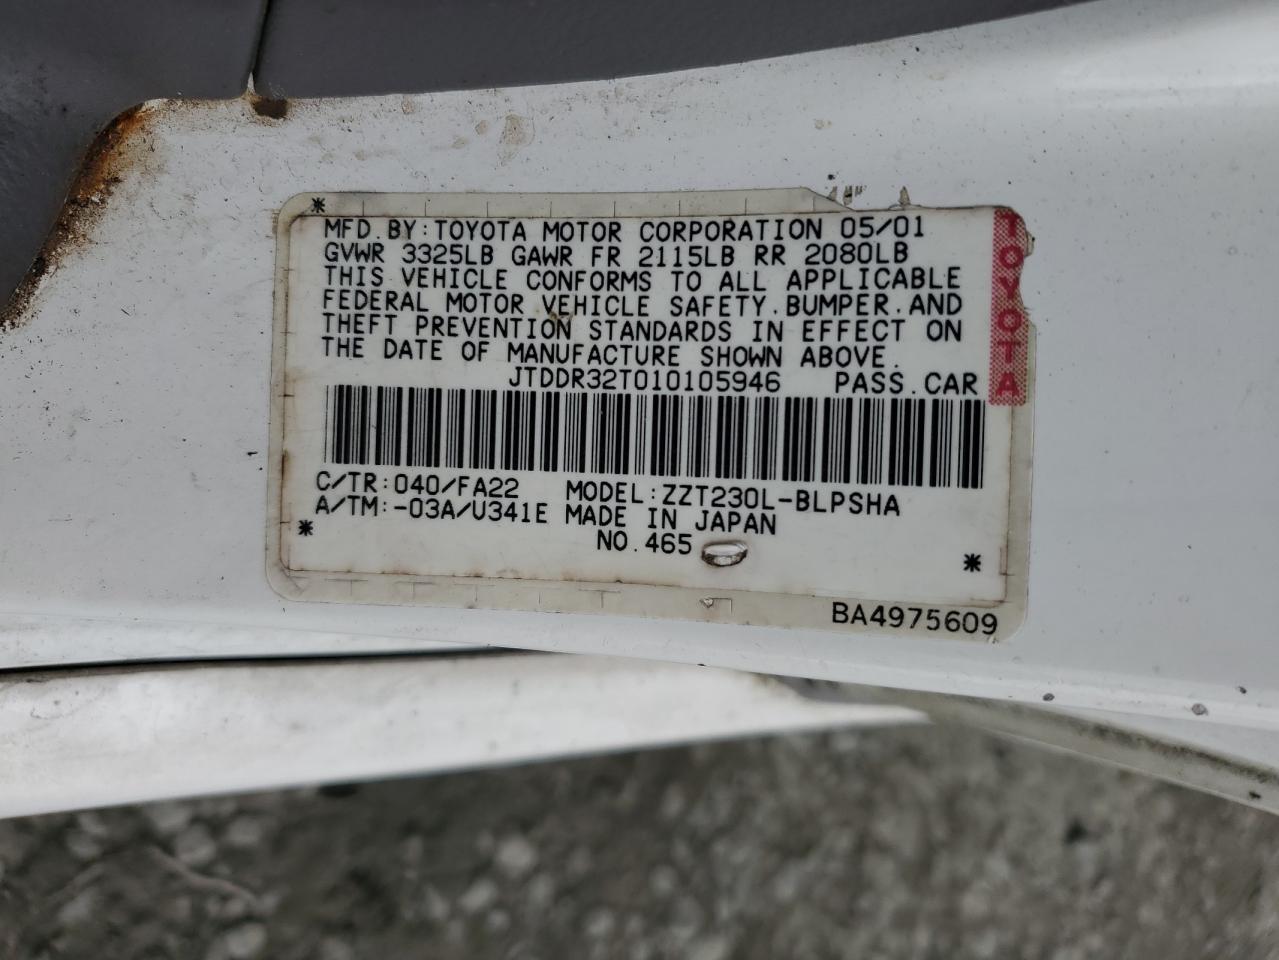 MFD.BY:TOYOTA MOTOR CORPORATION 05/01
GVWR 3325LB GAWR FR 2115LB RR 2080LB
THIS VEHICLE CONFORMS TO ALL APPLICABLE
FEDERAL MOTOR VEHICLE SAFETY.BUMPER.AND
THEFT PREVENTION STANDARDS IN EFFECT ON
THE DATE OF MANUFACTURE SHOWN ABOVE.
JTDDR32T010105946 PASS.CAR
C/TR:040/FA22 MODEL:ZZT230L-BLPSHA
A/TM:-03A/U341E MADE IN JAPAN
NO.465
BA4975609
TOYOTA